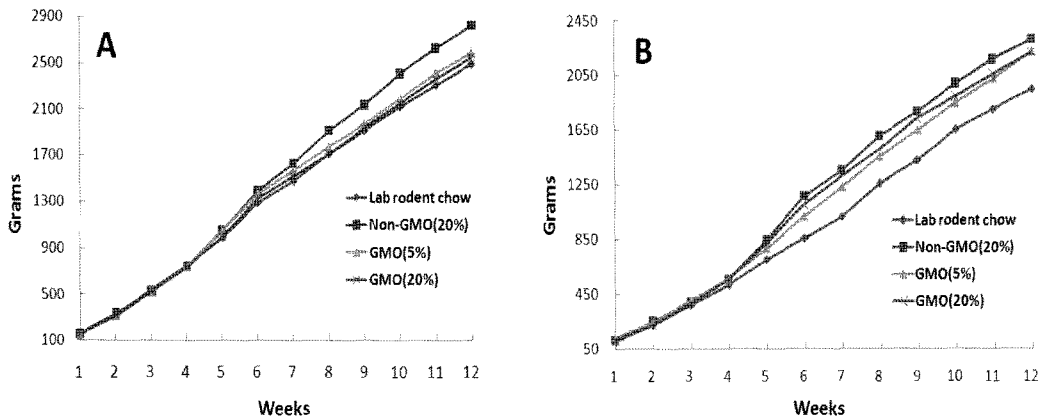 A
Grams
2900
2500
2100
1700
1300
900
500
100
1 2 3 4 5 6 7 8 9 10 11 12
Weeks
Lab rodent chow
Non-GMO(20%)
GMO(5%)
GMO(20%)
B
Grams
2450
2050
1650
1250
850
450
50
1 2 3 4 5 6 7 8 9 10 11 12
Weeks
Lab rodent chow
Non-GMO(20%)
GMO(5%)
GMO(20%)